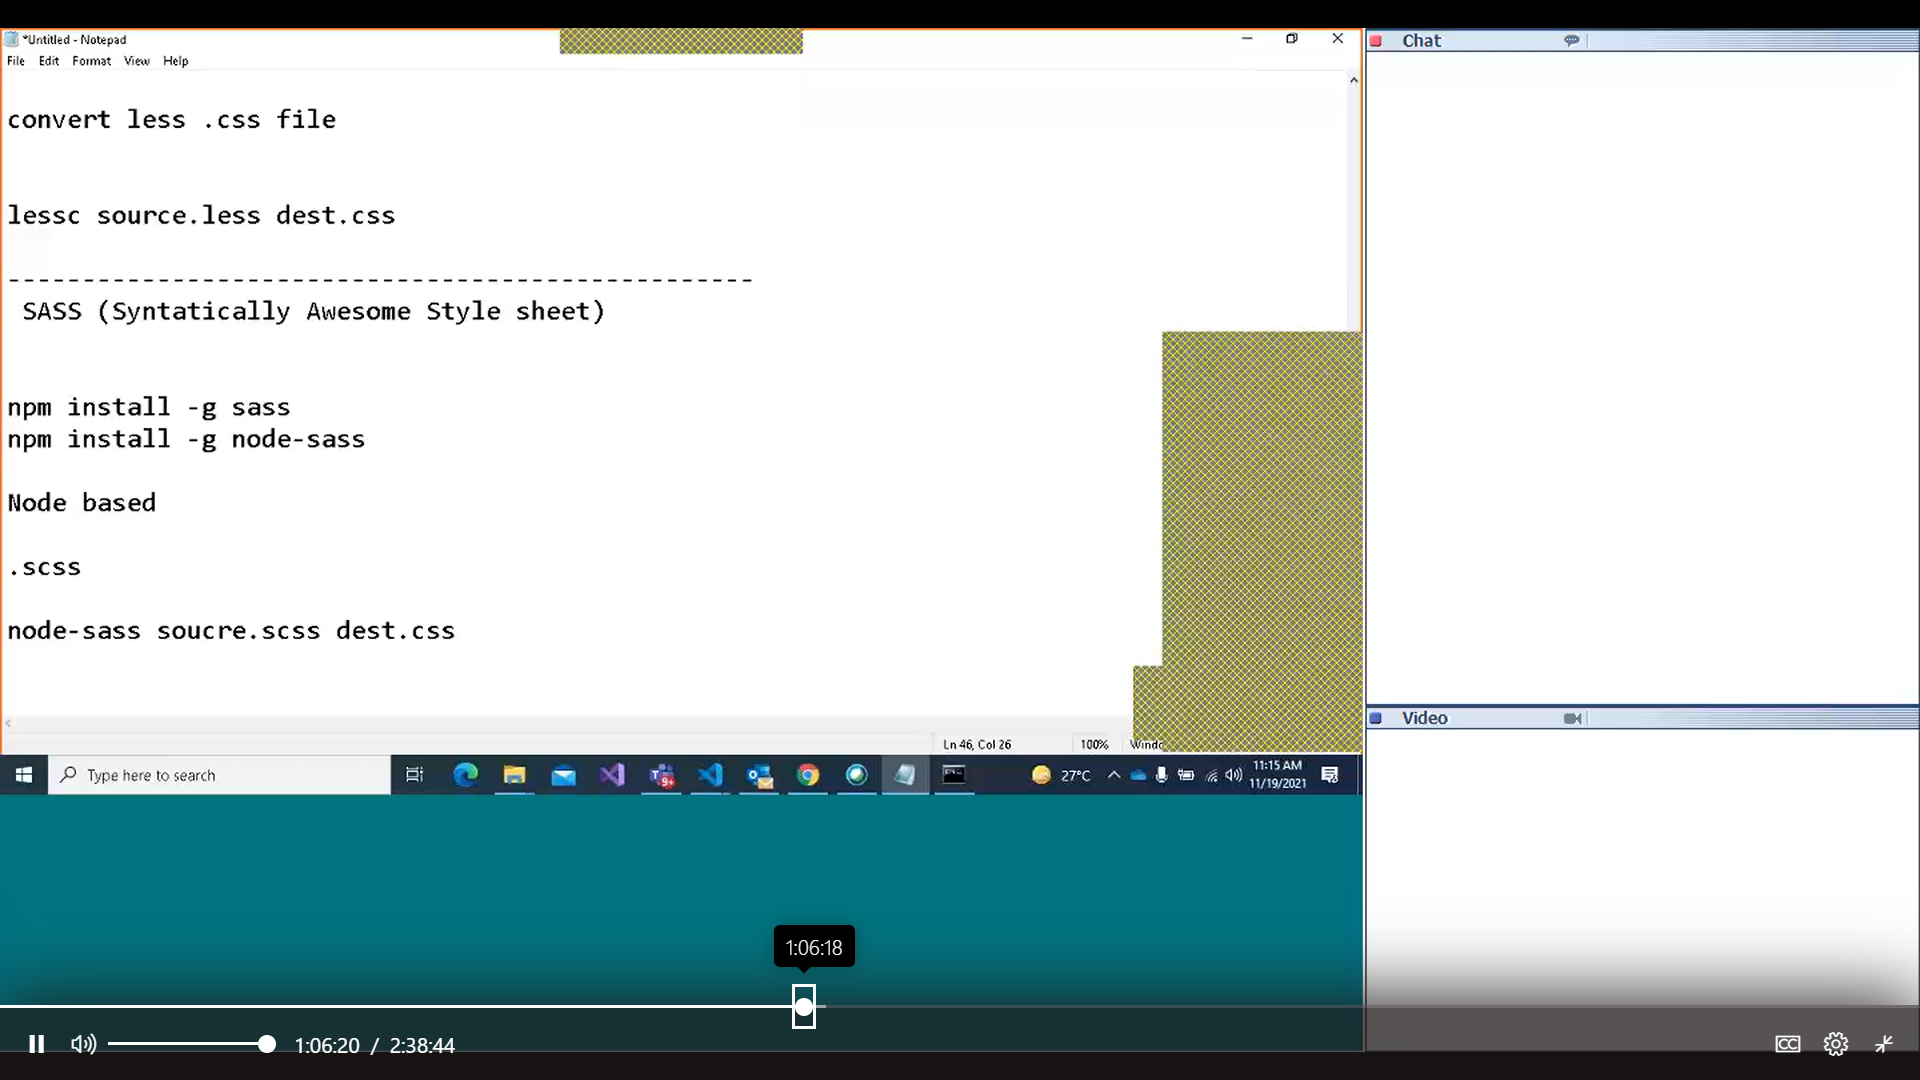 *Untitled - Notepad
File Edit Format View Help
Chat
convert less .css file
lessc source.less dest.css
--------------------------------------------------
SASS (Syntatically Awesome Style sheet)
npm install -g sass
npm install -g node-sass
Node based
.scss
node-sass soucre.scss dest.css
Video
Ln 46, Col 26
100%
Type here to search
9+
27°C
11:15 AM
11/19/2021
1:06:18
1:06:20 / 2:38:44
CC